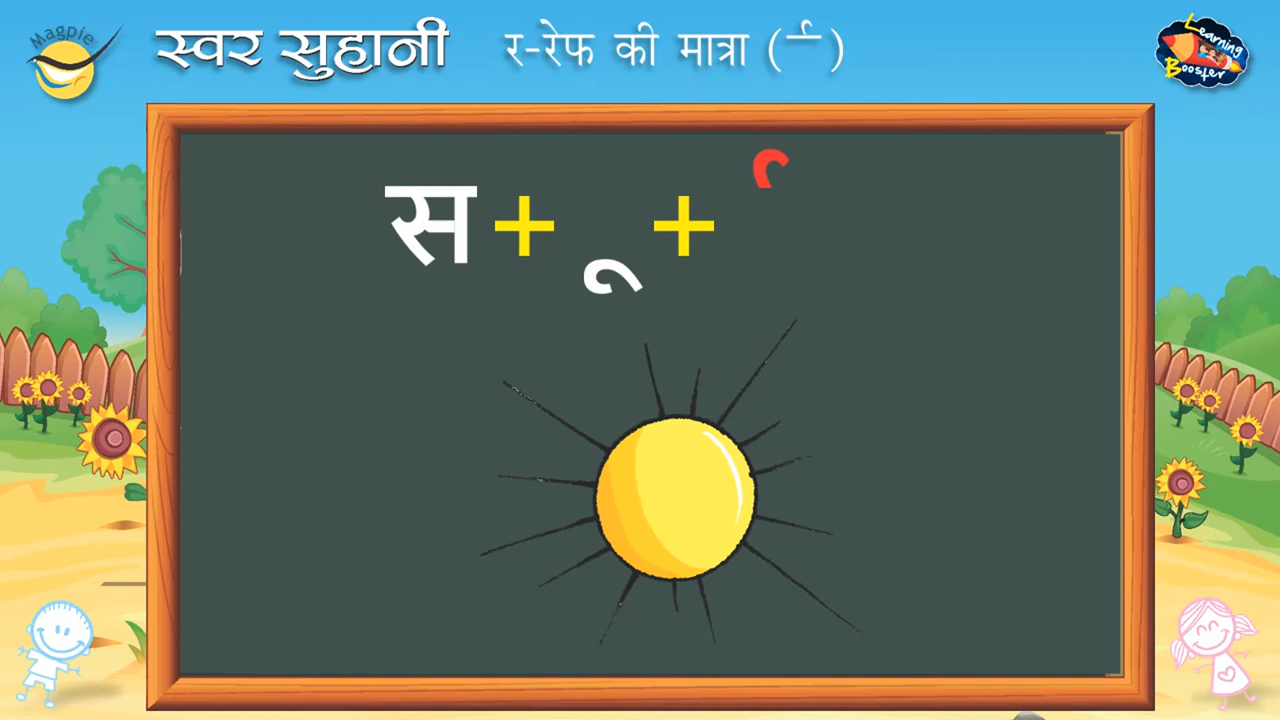 Magpie
स्वर सुहानी
र-रेफ की मात्रा ( र्‍ )
Learning
Booster
स + ू + र्